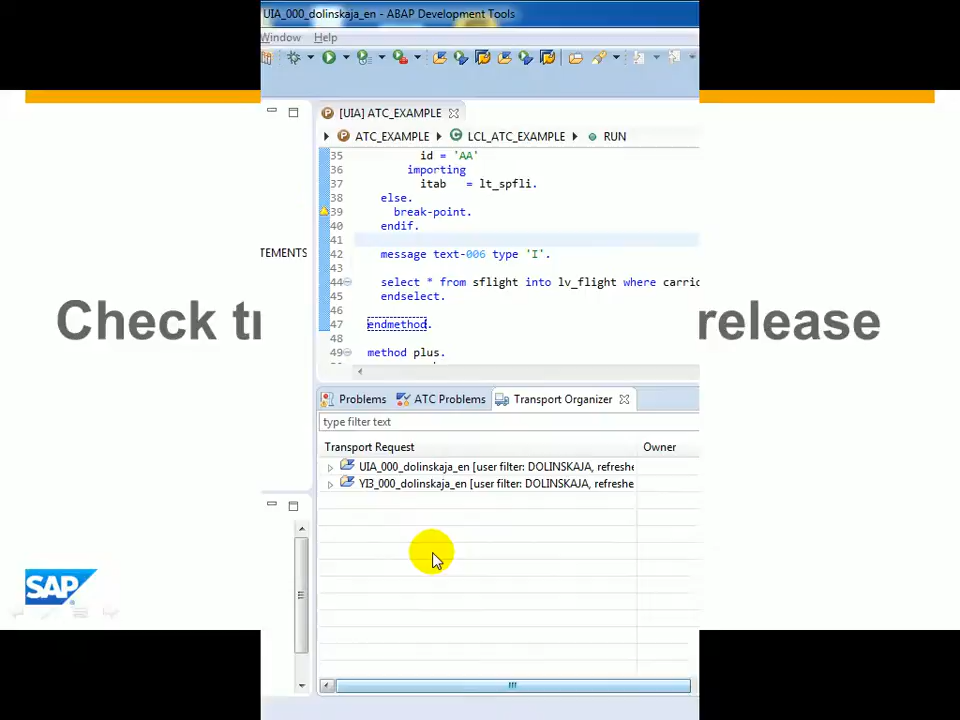 UIA_000_dolinskaja_en - ABAP Development Tools
Window Help
[UIA] ATC_EXAMPLE
ATC_EXAMPLE LCL_ATC_EXAMPLE RUN
35 id = 'AA'
36 importing
37 itab = lt_spfli.
38 else.
39 break-point.
40 endif.
41
42 message text-006 type 'I'.
43
44 select * from sflight into lv_flight where carric
45 endselect.
46
47 endmethod.
48
49 method plus.
TEMENTS
Check release
Problems ATC Problems Transport Organizer
type filter text
Transport Request Owner
UIA_000_dolinskaja_en [user filter: DOLINSKAJA, refreshe
YI3_000_dolinskaja_en [user filter: DOLINSKAJA, refreshe
SAP